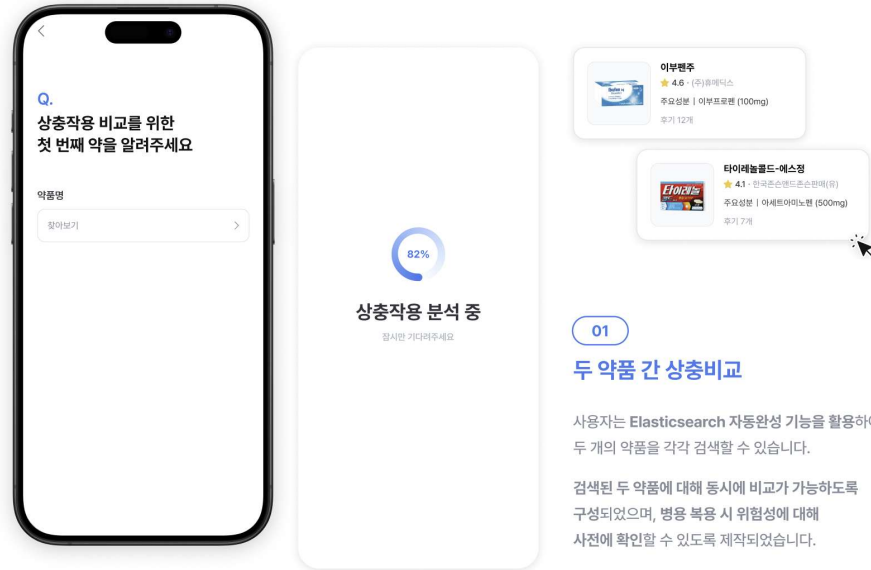 Q.
상충작용 비교를 위한
첫 번째 약을 알려주세요
약품명
찾아보기
82%
상충작용 분석 중
잠시만 기다려주세요
이부펜주
4.6 · (주)휴메딕스
주요성분 | 이부프로펜 (100mg)
후기 12개
타이레놀
타이레놀콜드-에스정
4.1 · 한국존슨앤드존슨판매(유)
주요성분 | 아세트아미노펜 (500mg)
후기 7개
01
두 약품 간 상충비교
사용자는 Elasticsearch 자동완성 기능을 활용하여
두 개의 약품을 각각 검색할 수 있습니다.
검색된 두 약품에 대해 동시에 비교가 가능하도록
구성되었으며, 병용 복용 시 위험성에 대해
사전에 확인할 수 있도록 제작되었습니다.